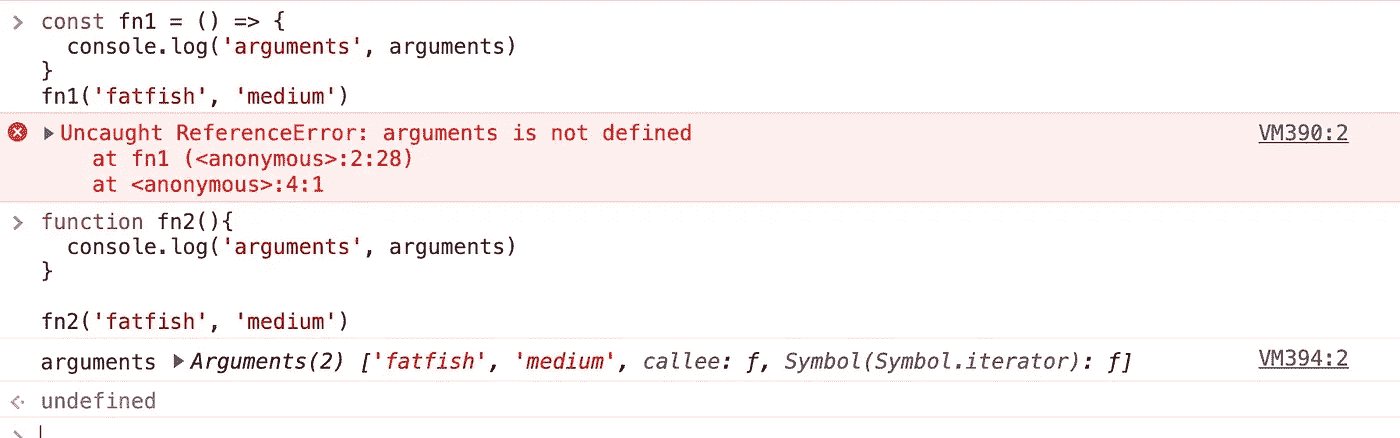 const fn1 = () => {
  console.log('arguments', arguments)
}
fn1('fatfish', 'medium')
Uncaught ReferenceError: arguments is not defined VM390:2
    at fn1 (<anonymous>:2:28)
    at <anonymous>:4:1
function fn2(){
  console.log('arguments', arguments)
}
fn2('fatfish', 'medium')
arguments Arguments(2) ['fatfish', 'medium', callee: ƒ, Symbol(Symbol.iterator): ƒ] VM394:2
undefined